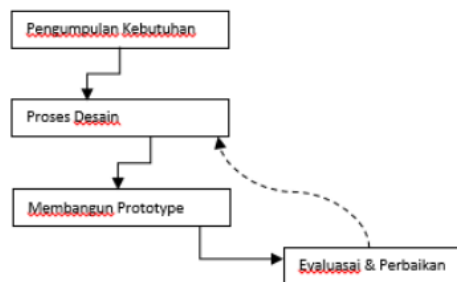 Pengumpulan Kebutuhan
Proses Desain
Membangun Prototype
Evaluasai & Perbaikan